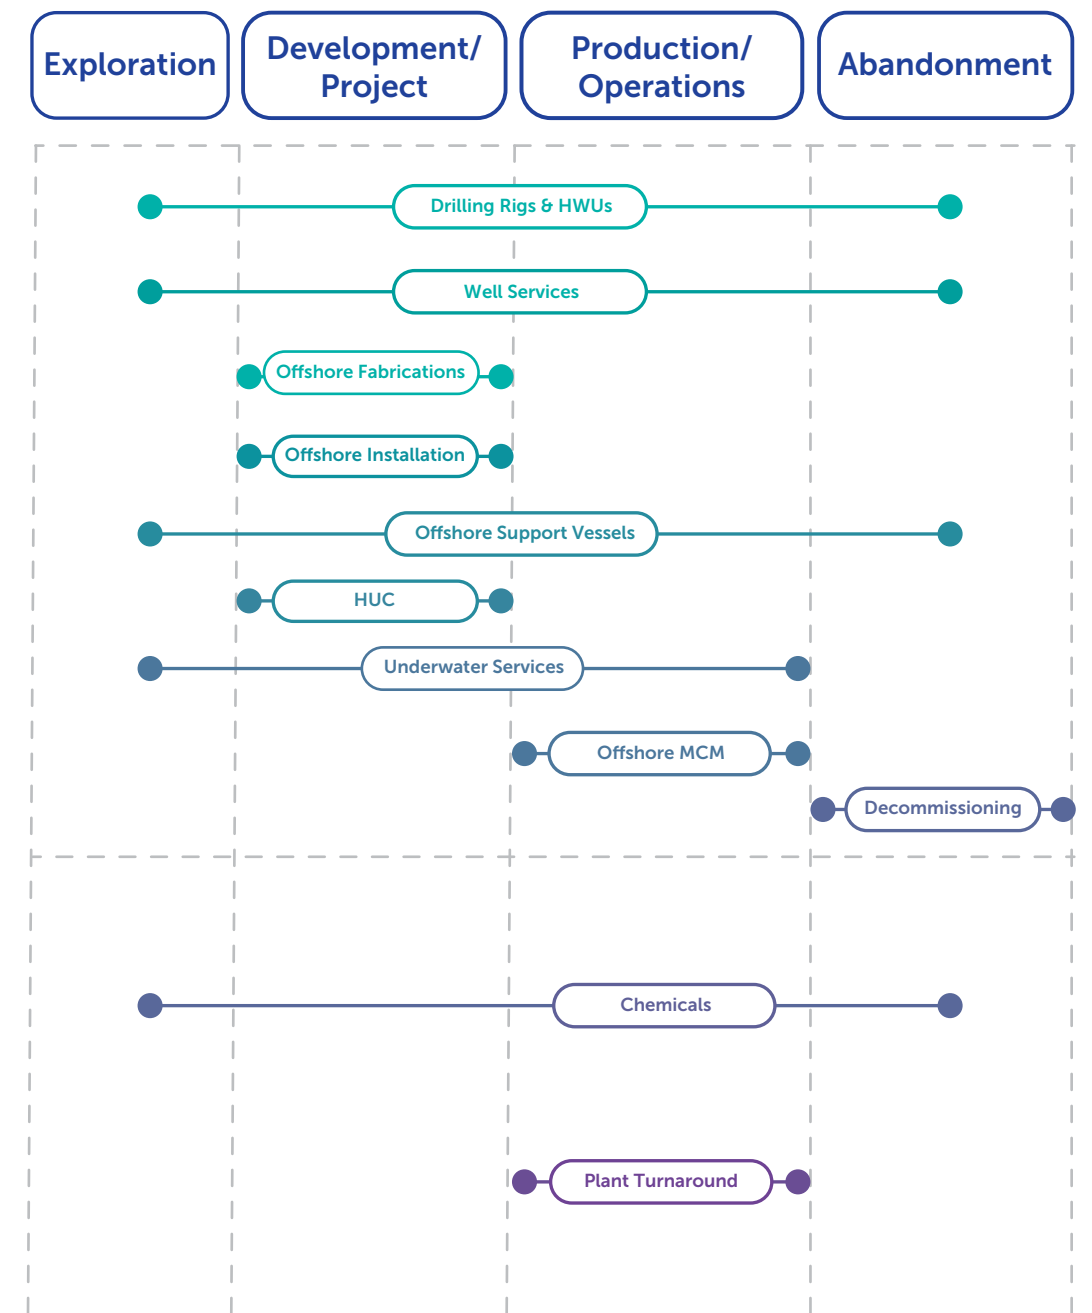 Exploration
Development/
Project
Production/
Operations
Abandonment
Drilling Rigs & HWUs
Well Services
Offshore Fabrications
Offshore Installation
Offshore Support Vessels
HUC
Underwater Services
Offshore MCM
Decommissioning
Chemicals
Plant Turnaround